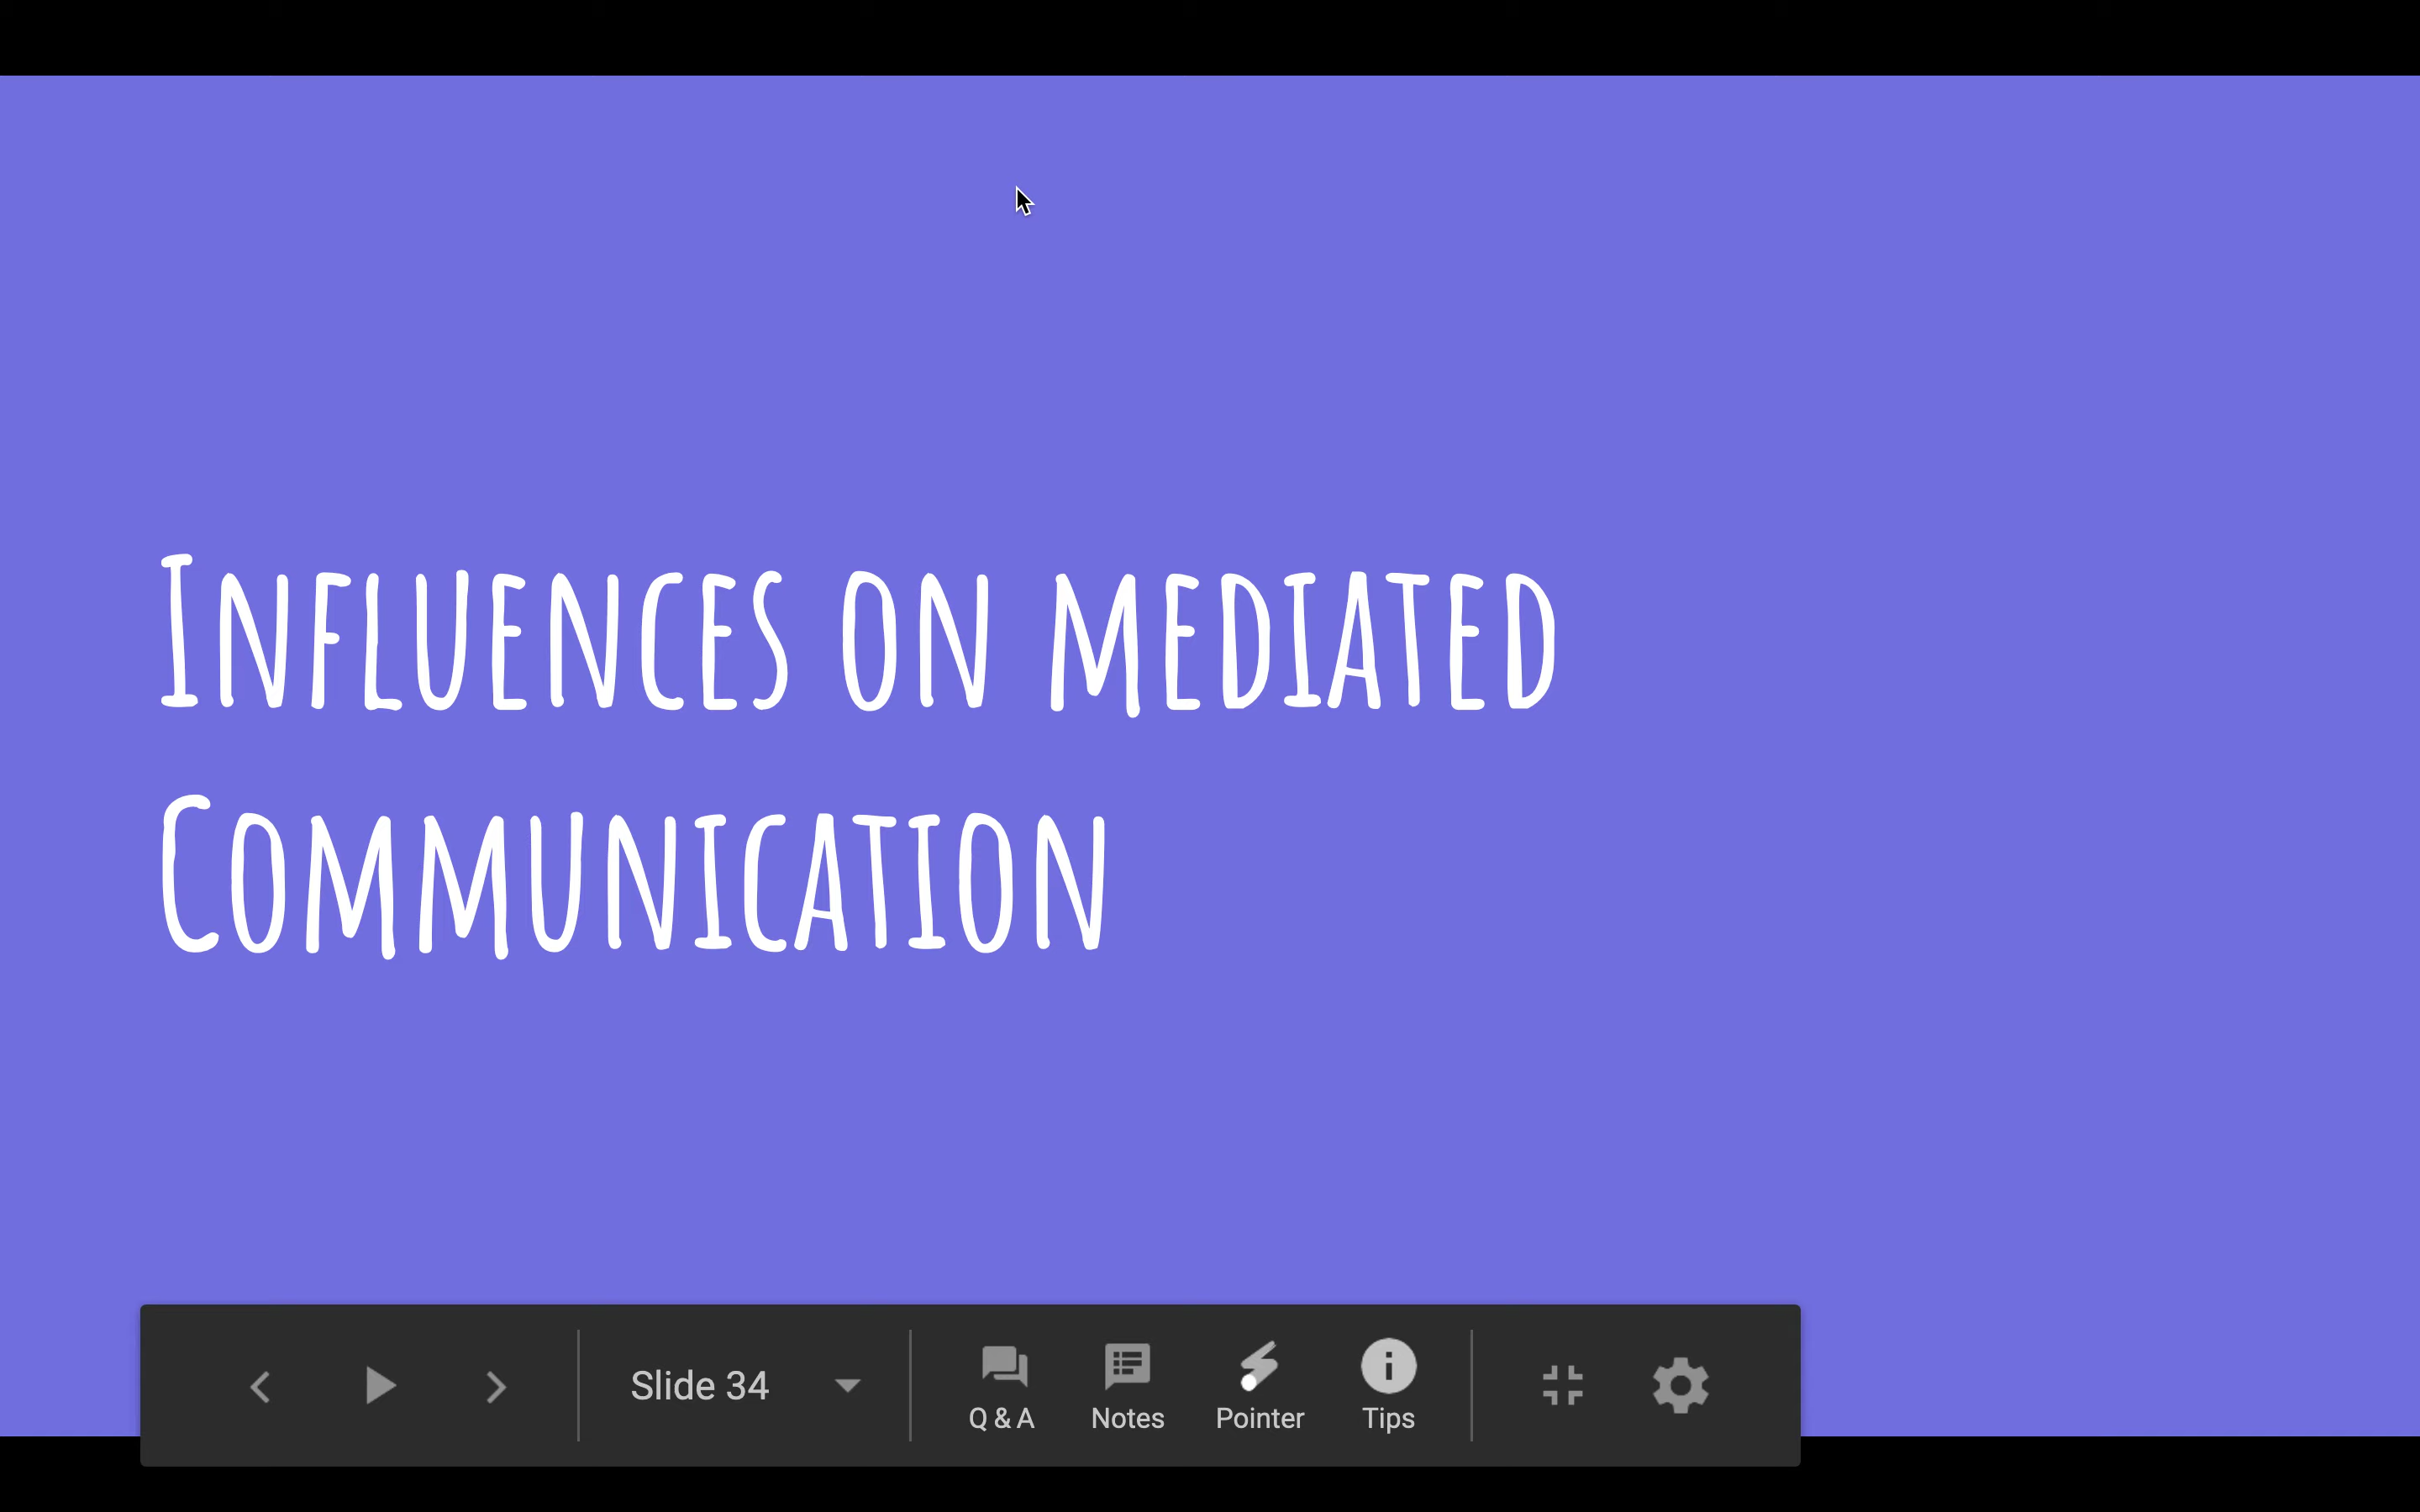 Influences on mediated
Communication
Slide 34
Q & A
Notes
Pointer
Tips